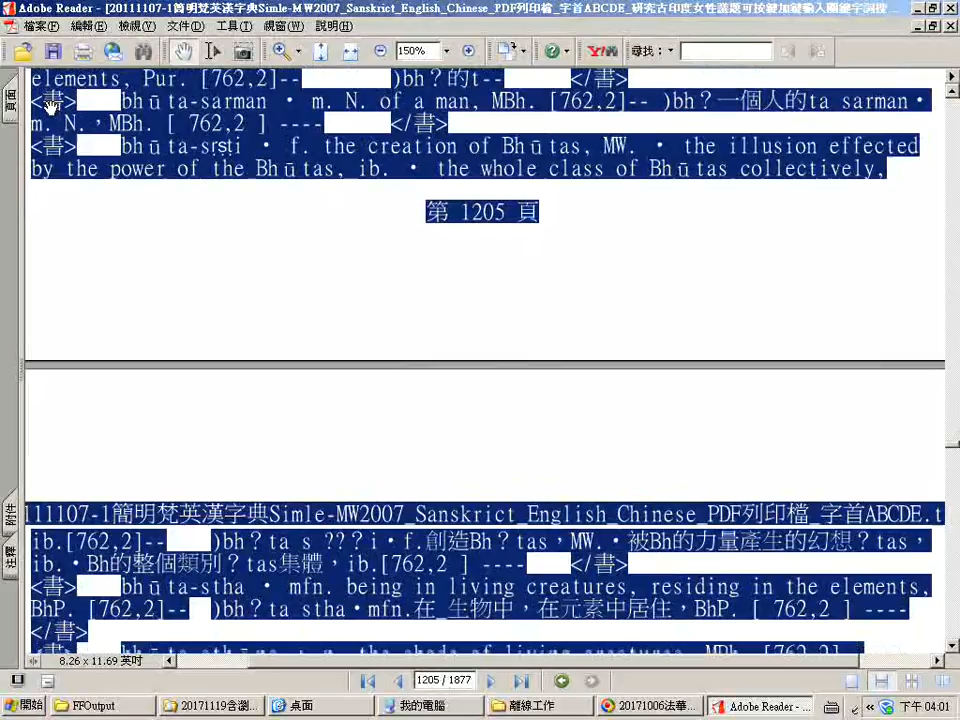 Adobe Reader - [20111107-1簡明梵英漢字典Simle-MW2007_Sanskrict_English_Chinese_PDF列印檔_字首ABCDE_研究古印度女性議題可按鍵加鍵輸入關鍵字詞搜
檔案(F) 編輯(E) 檢視(V) 文件(D) 工具(T) 視窗(W) 說明(H)
150% 尋找：
頁面
elements, Pur. [762,2]-- )bh？的t-- </書>
<書> bhūta-sarman ‧ m. N. of a man, MBh. [762,2]-- )bh？一個人的ta sarman‧
m. N.，MBh. [ 762,2 ] ---- </書>
<書> bhūta-sṛṣti ‧ f. the creation of Bhūtas, MW. ‧ the illusion effected
by the power of the Bhūtas, ib. ‧ the whole class of Bhūtas collectively,
第 1205 頁
111107-1簡明梵英漢字典Simle-MW2007_Sanskrict_English_Chinese_PDF列印檔_字首ABCDE.t
ib.[762,2]-- )bh？ta s ???i‧f.創造Bh？tas，MW.‧被Bh的力量產生的幻想？tas，
ib.‧Bh的整個類別？tas集體，ib.[762,2 ] ---- </書>
<書> bhūta-stha ‧ mfn. being in living creatures, residing in the elements,
BhP. [762,2]-- )bh？ta stha‧mfn.在_生物中，在元素中居住，BhP. [ 762,2 ] ----
</書>
附件
注釋
8.26 x 11.69 英吋
1205 / 1877
開始 FFOutput 20171119含瀏... 桌面 我的電腦 離線工作 20171006法華... Adobe Reader - ... 下午 04:01